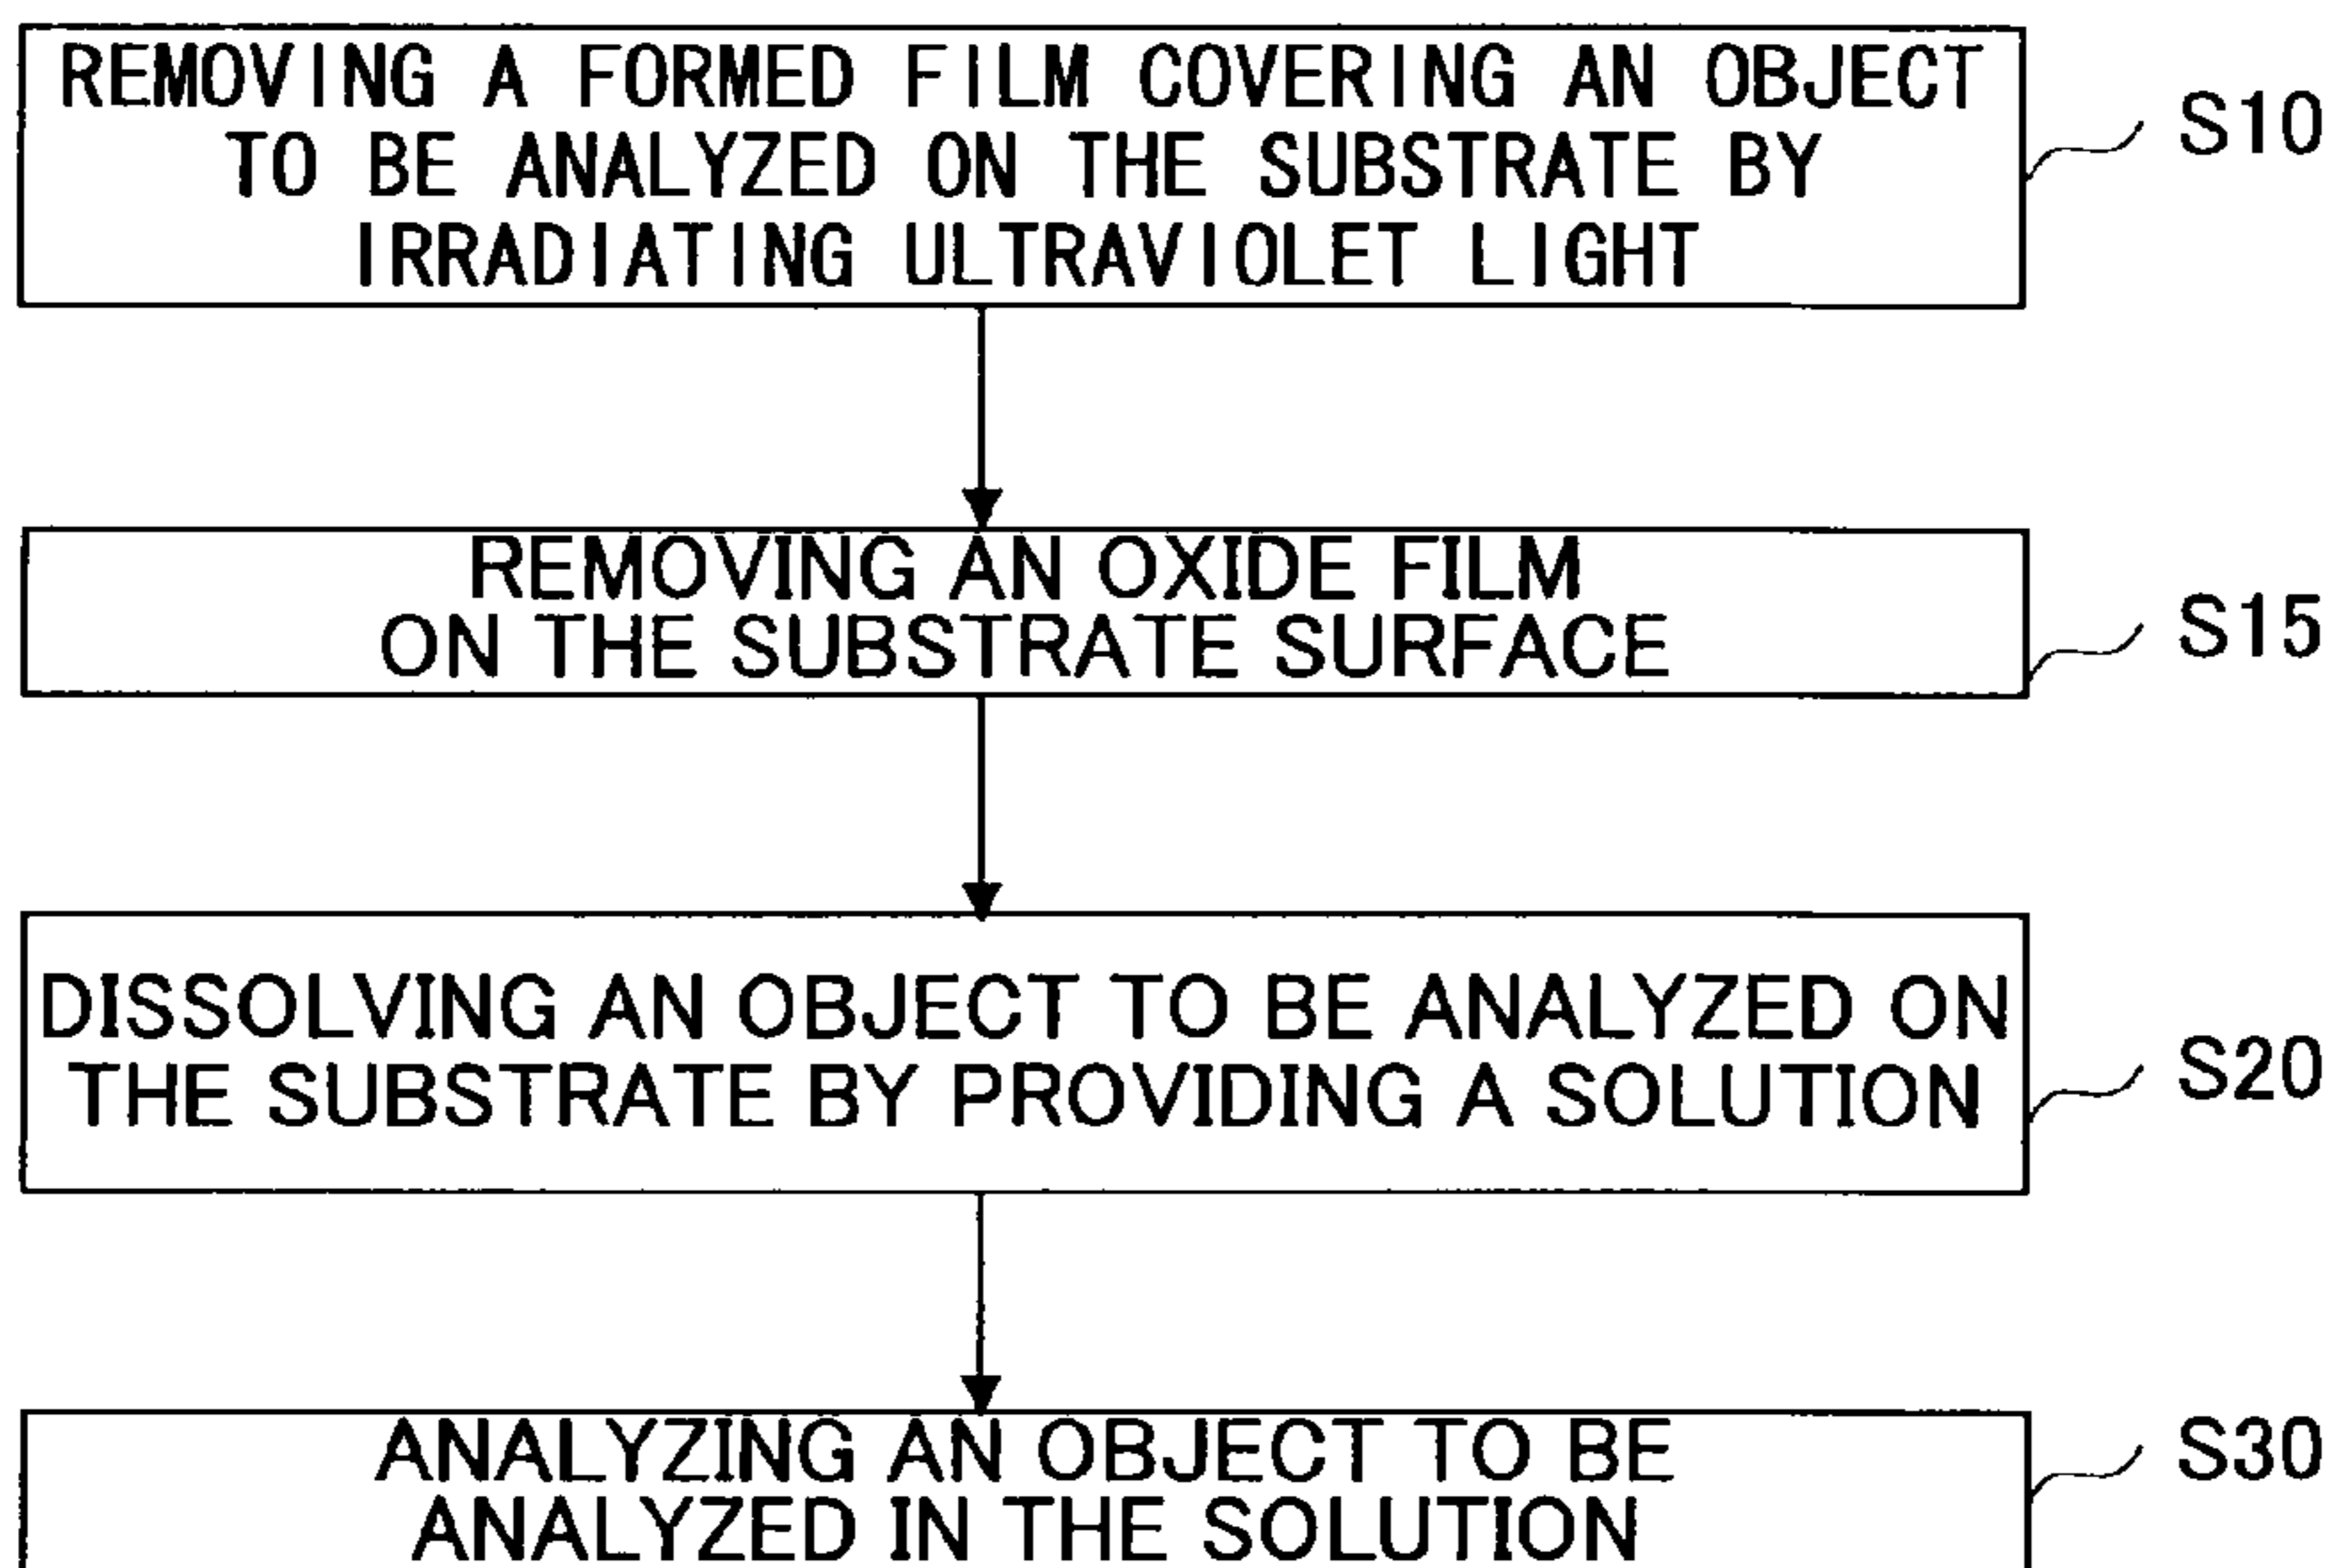 REMOVING A FORMED FILM COVERING AN OBJECT
TO BE ANALYZED ON THE SUBSTRATE BY
IRRADIATING ULTRAVIOLET LIGHT
S10
REMOVING AN OXIDE FILM
ON THE SUBSTRATE SURFACE
S15
DISSOLVING AN OBJECT TO BE ANALYZED ON
THE SUBSTRATE BY PROVIDING A SOLUTION
S20
ANALYZING AN OBJECT TO BE
ANALYZED IN THE SOLUTION
S30